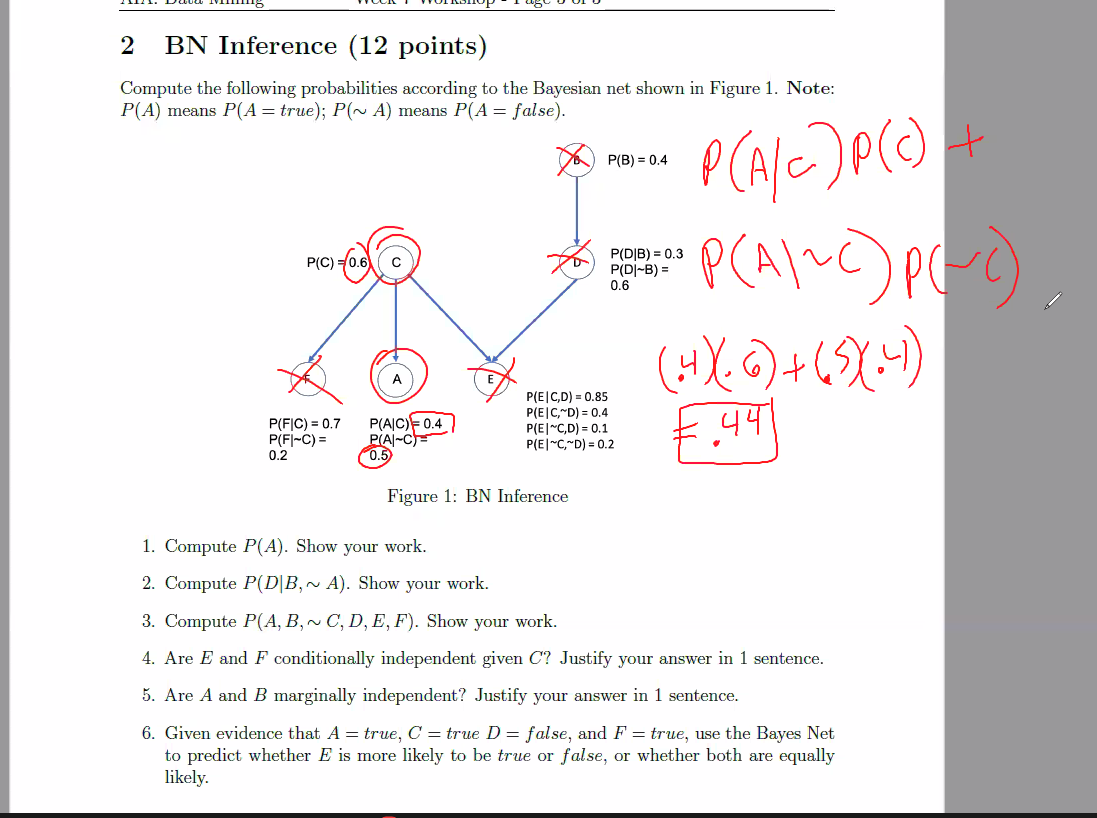 2 BN Inference (12 points)
Compute the following probabilities according to the Bayesian net shown in Figure 1. Note:
P(A) means P(A = true); P(∼ A) means P(A = false).
B
P(B) = 0.4
P(A|C)P(C) +
P(C) = 0.6
C
D
P(D|B) = 0.3
P(D|~B) =
0.6
P(A|~C)P(~C)
F
A
E
(.4)(.6)+(.5)(.4)
= .44
P(F|C) = 0.7
P(F|~C) =
0.2
P(A|C) = 0.4
P(A|~C) =
0.5
P(E|C,D) = 0.85
P(E|C,~D) = 0.4
P(E|~C,D) = 0.1
P(E|~C,~D) = 0.2
Figure 1: BN Inference
1. Compute P(A). Show your work.
2. Compute P(D|B, ∼ A). Show your work.
3. Compute P(A, B, ∼ C, D, E, F). Show your work.
4. Are E and F conditionally independent given C? Justify your answer in 1 sentence.
5. Are A and B marginally independent? Justify your answer in 1 sentence.
6. Given evidence that A = true, C = true D = false, and F = true, use the Bayes Net
to predict whether E is more likely to be true or false, or whether both are equally
likely.